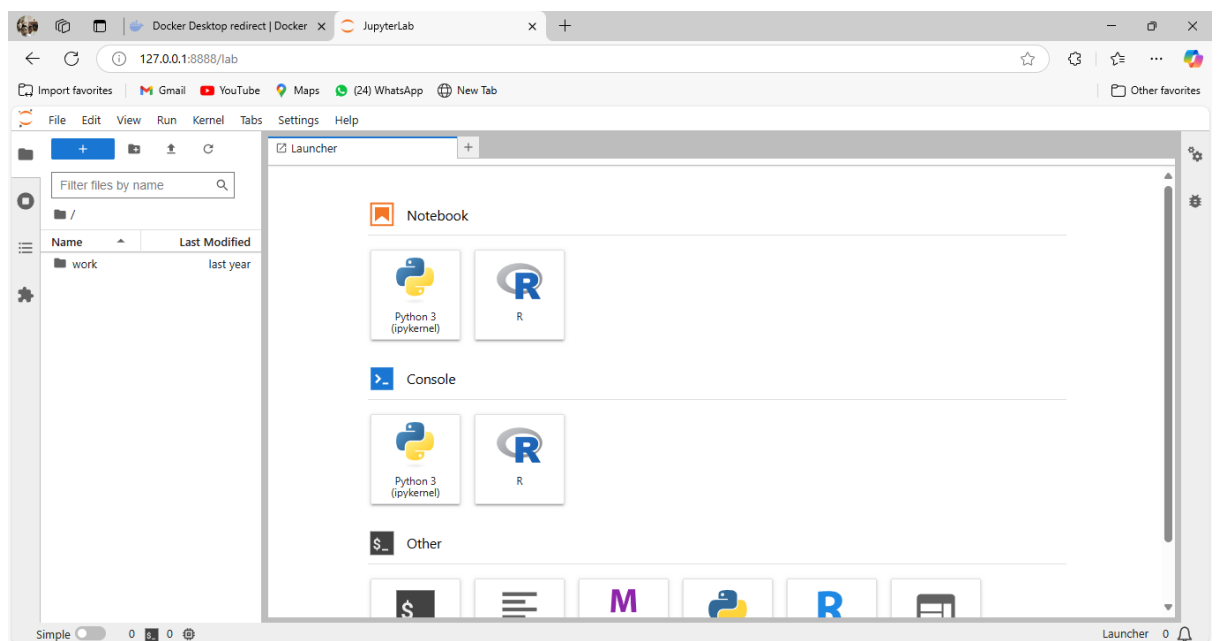 Docker Desktop redirect | Docker
JupyterLab
127.0.0.1:8888/lab
Import favorites
Gmail
YouTube
Maps
(24) WhatsApp
New Tab
Other favorites
File Edit View Run Kernel Tabs Settings Help
Launcher
Filter files by name
/
Name Last Modified
work last year
Notebook
Python 3
(ipykernel)
R
Console
Python 3
(ipykernel)
R
$_ Other
$
M
R
Simple 0 $_ 0
Launcher 0